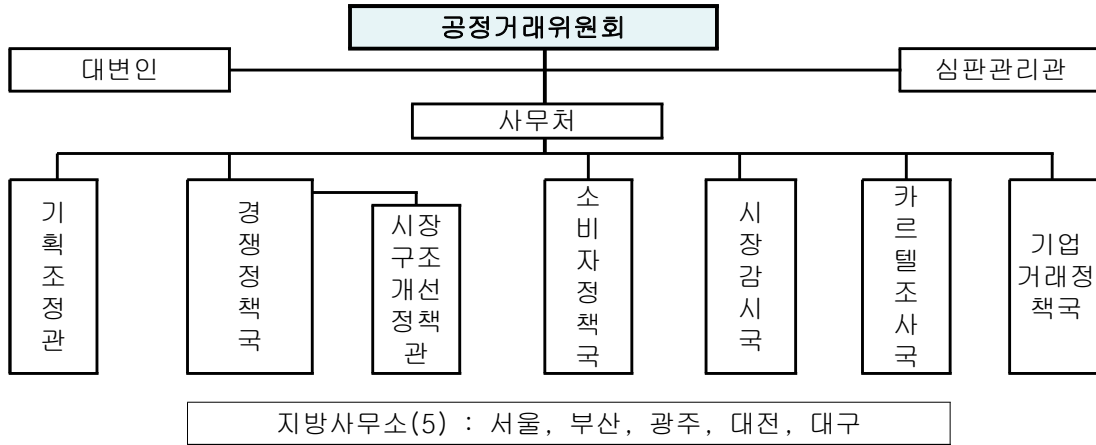 공정거래위원회
대변인
심판관리관
사무처
기
획
조
정
관
경
쟁
정
책
국
시장
구조
개선
정책
관
소
비
자
정
책
국
시
장
감
시
국
카
르
텔
조
사
국
기업
거래정
책국
지방사무소(5) : 서울, 부산, 광주, 대전, 대구